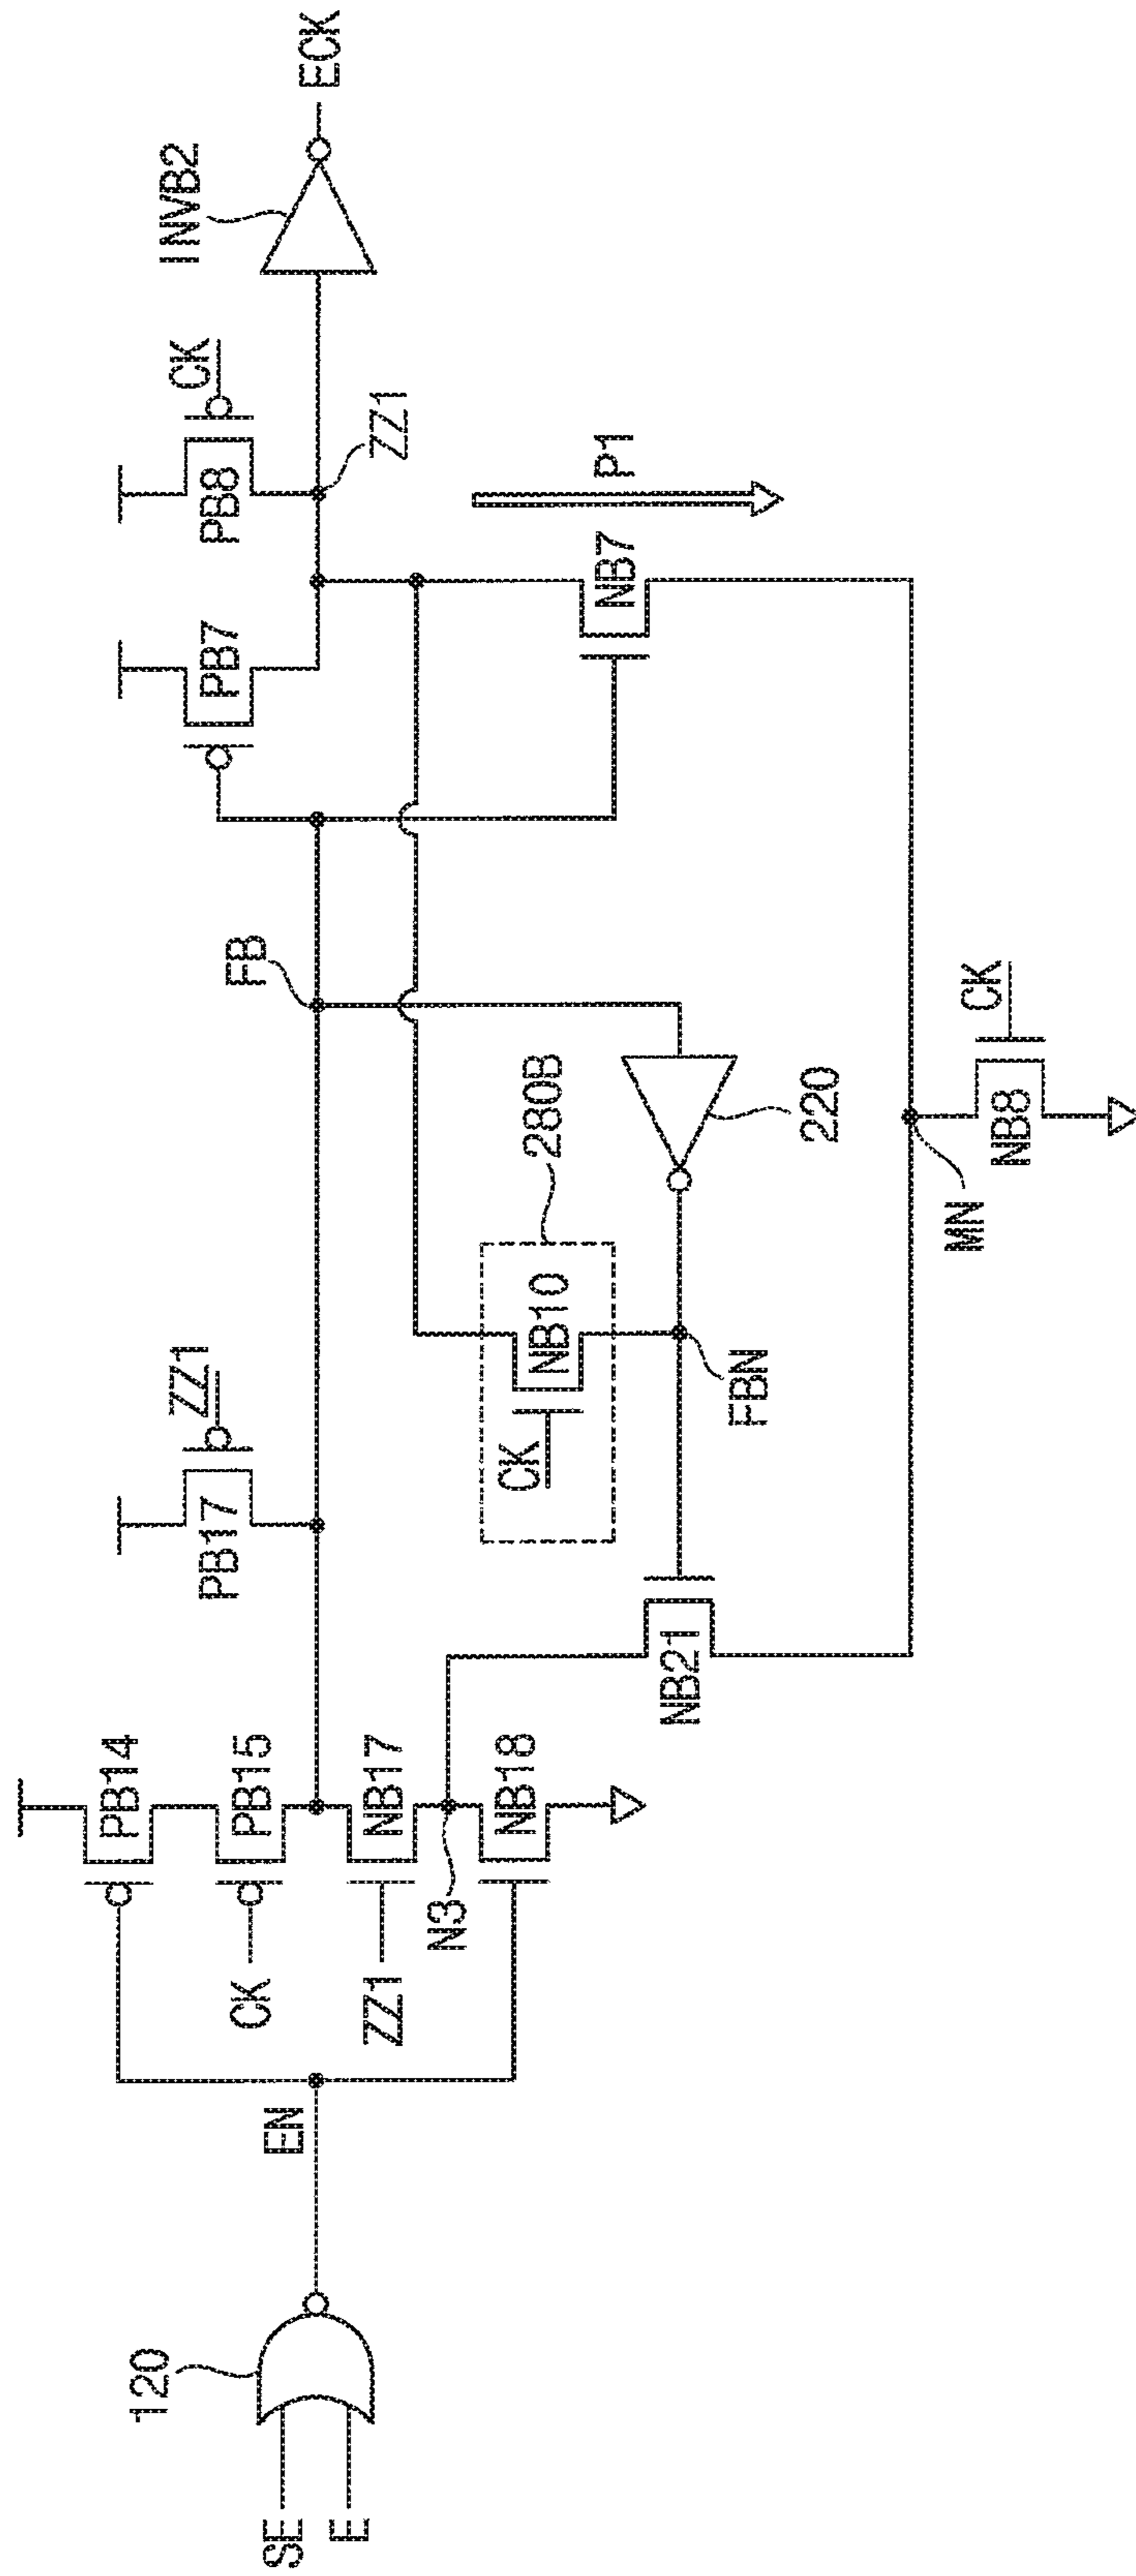 SE
E
120
EN
PB14
CK
PB15
ZZ1
NB17
N3
NB18
PB17
ZZ1
NB21
CK
NB10
280B
FBN
220
FB
MN
NB8
CK
PB7
NB7
P1
PB8
CK
ZZ1
INVB2
ECK